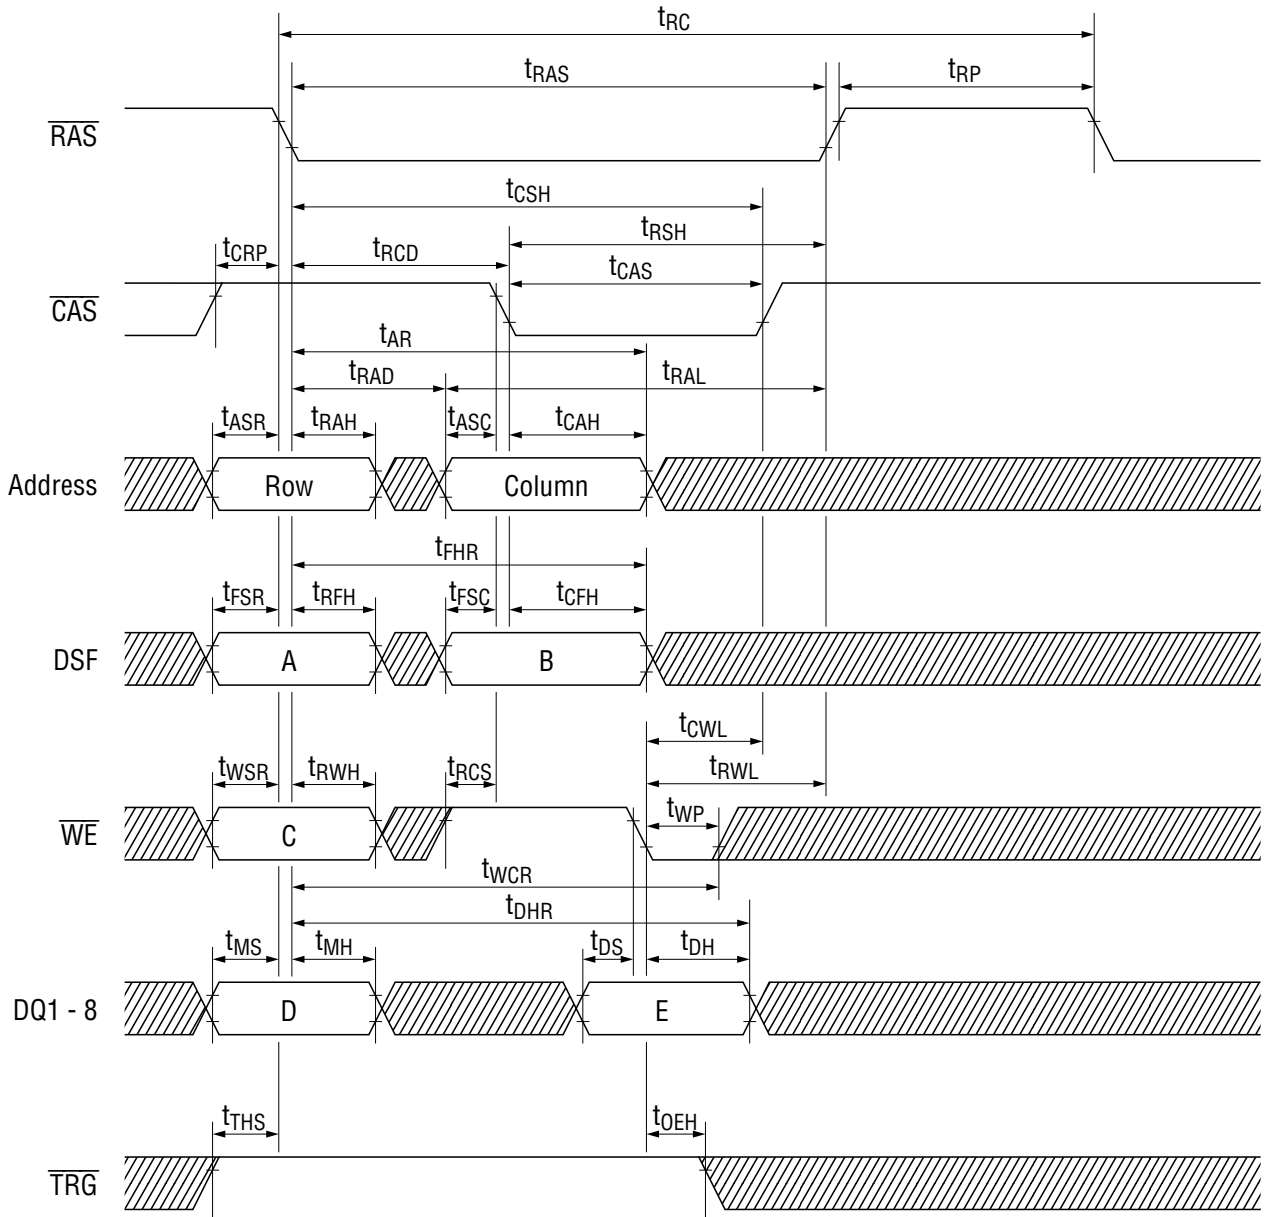 tRC
tRAS
tRP
RAS
tCSH
tRSH
tCRP
tRCD
tCAS
CAS
tAR
tRAD
tRAL
tASR
tRAH
tASC
tCAH
Address
Row
Column
tFHR
tFSR
tRFH
tFSC
tCFH
DSF
A
B
tCWL
tWSR
tRWH
tRCS
tRWL
tWP
WE
C
tWCR
tDHR
tMS
tMH
tDS
tDH
DQ1 - 8
D
E
tTHS
tOEH
TRG